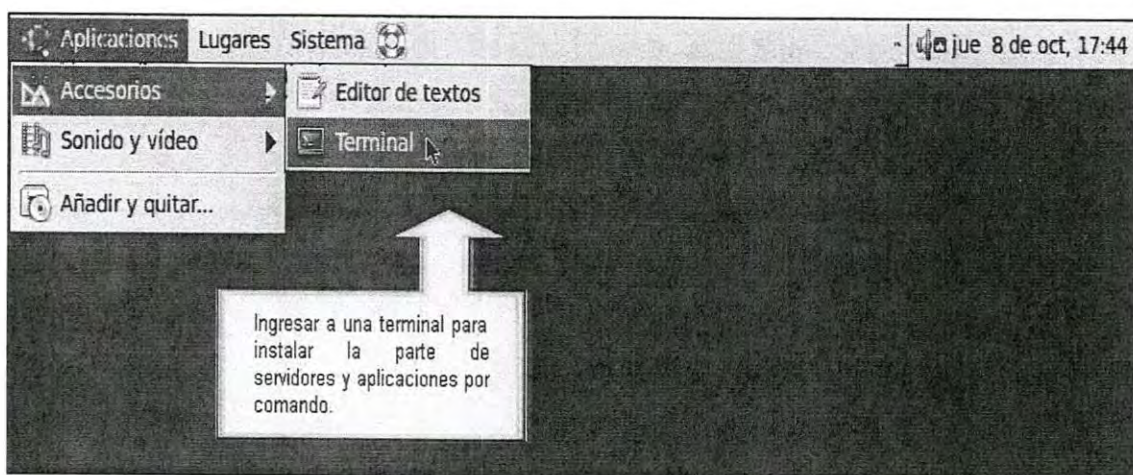 Aplicaciones Lugares Sistema jue 8 de oct, 17:44
Accesorios
Sonido y vídeo
Añadir y quitar...
Editor de textos
Terminal
Ingresar a una terminal para
instalar la parte de
servidores y aplicaciones por
comando.